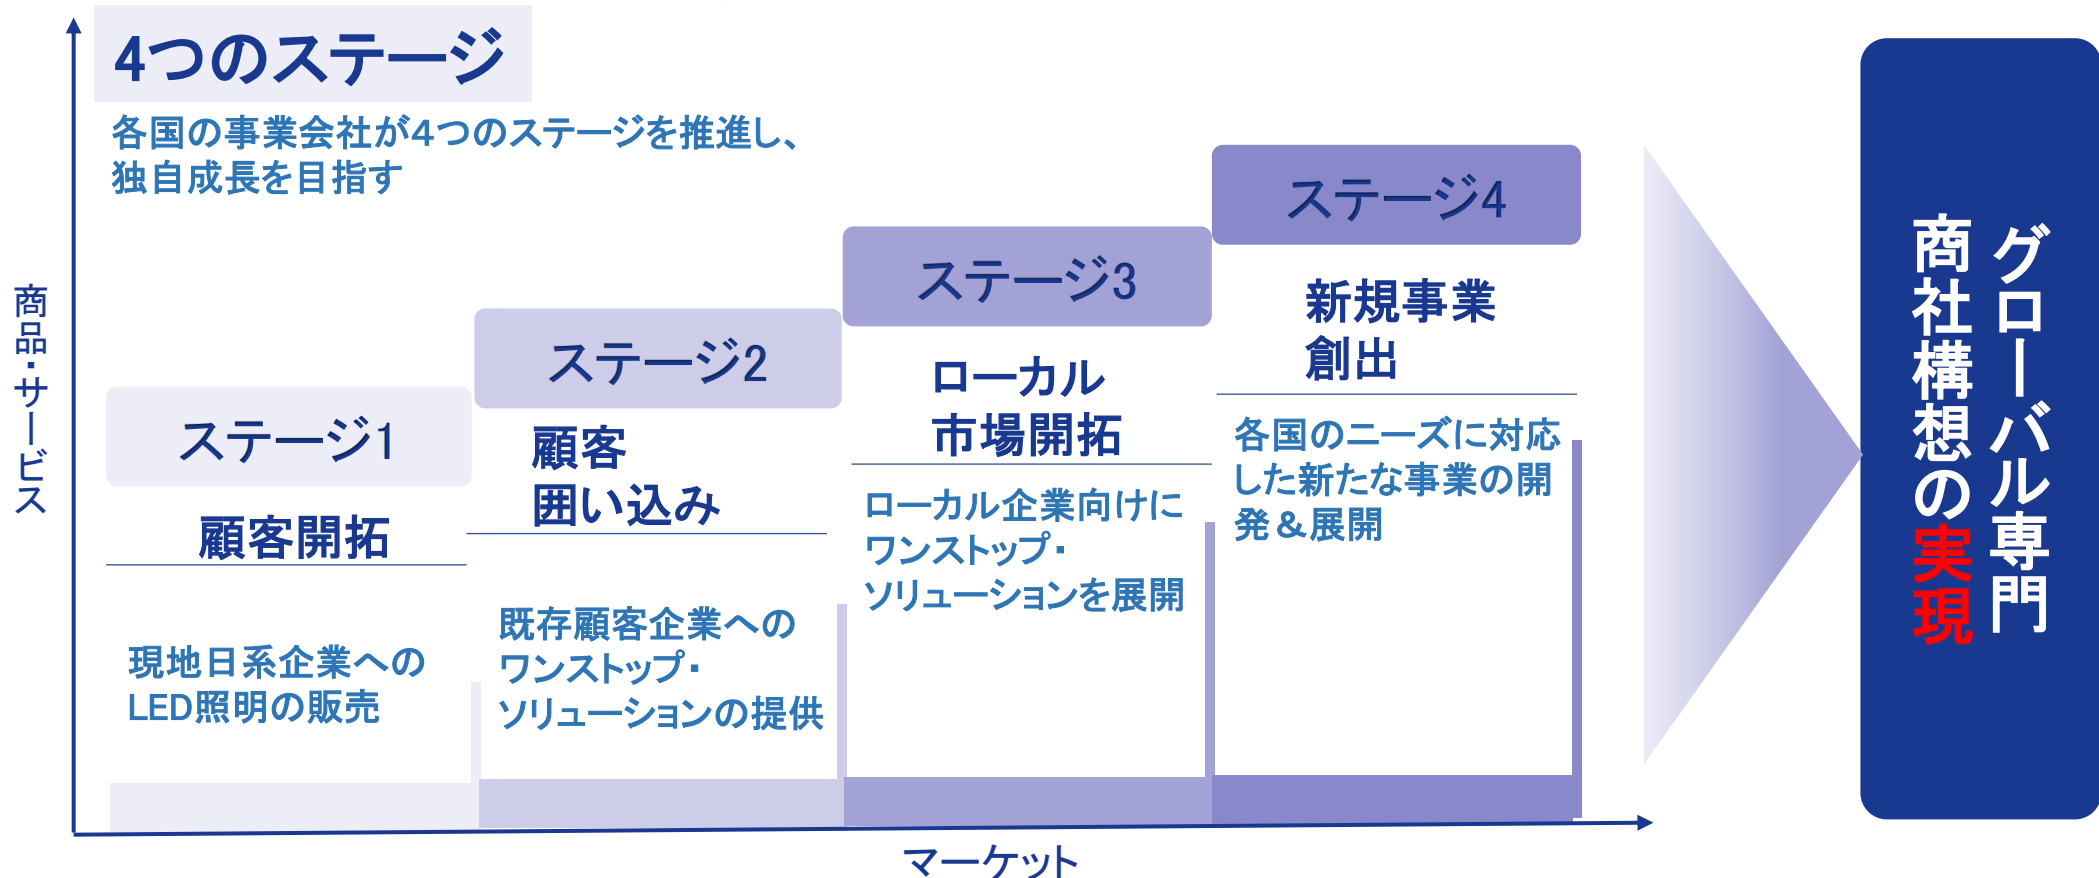 4つのステージ
各国の事業会社が4つのステージを推進し、
独自成長を目指す
商品・サービス
ステージ1
顧客開拓
現地日系企業への
LED照明の販売
ステージ2
顧客
囲い込み
既存顧客企業への
ワンストップ・
ソリューションの提供
ステージ3
ローカル
市場開拓
ローカル企業向けに
ワンストップ・
ソリューションを展開
ステージ4
新規事業
創出
各国のニーズに対応
した新たな事業の開
発＆展開
マーケット
グローバル専門
商社構想の実現